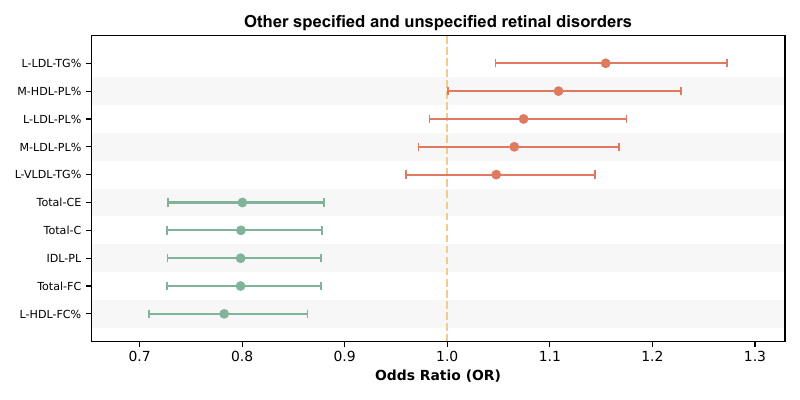 Other specified and unspecified retinal disorders
L-LDL-TG%
M-HDL-PL%
L-LDL-PL%
M-LDL-PL%
L-VLDL-TG%
Total-CE
Total-C
IDL-PL
Total-FC
L-HDL-FC%
0.7 0.8 0.9 1.0 1.1 1.2 1.3
Odds Ratio (OR)